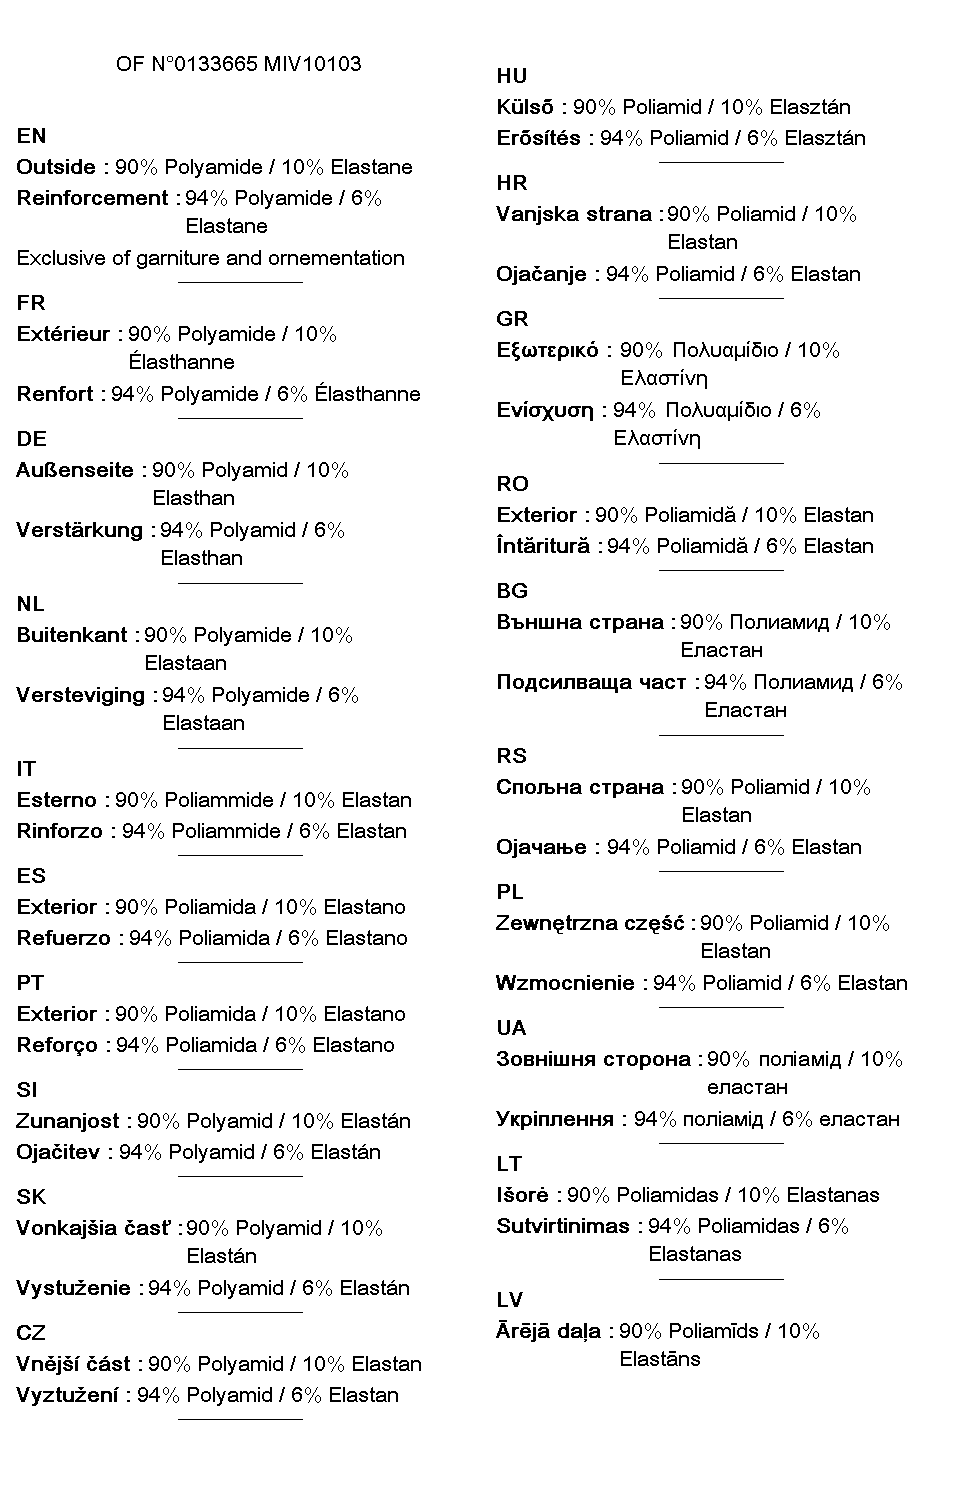 OF N°0133665 MIV10103
EN
Outside : 90% Polyamide / 10% Elastane
Reinforcement : 94% Polyamide / 6%
Elastane
Exclusive of garniture and ornementation
FR
Extérieur : 90% Polyamide / 10%
Élasthanne
Renfort : 94% Polyamide / 6% Élasthanne
DE
Außenseite : 90% Polyamid / 10%
Elasthan
Verstärkung : 94% Polyamid / 6%
Elasthan
NL
Buitenkant : 90% Polyamide / 10%
Elastaan
Versteviging : 94% Polyamide / 6%
Elastaan
IT
Esterno : 90% Poliammide / 10% Elastan
Rinforzo : 94% Poliammide / 6% Elastan
ES
Exterior : 90% Poliamida / 10% Elastano
Refuerzo : 94% Poliamida / 6% Elastano
PT
Exterior : 90% Poliamida / 10% Elastano
Reforço : 94% Poliamida / 6% Elastano
SI
Zunanjost : 90% Polyamid / 10% Elastán
Ojačitev : 94% Polyamid / 6% Elastán
SK
Vonkajšia časť : 90% Polyamid / 10%
Elastán
Vystuženie : 94% Polyamid / 6% Elastán
CZ
Vnější část : 90% Polyamid / 10% Elastan
Vyztužení : 94% Polyamid / 6% Elastan
HU
Külső : 90% Poliamid / 10% Elasztán
Erősítés : 94% Poliamid / 6% Elasztán
HR
Vanjska strana : 90% Poliamid / 10%
Elastan
Ojačanje : 94% Poliamid / 6% Elastan
GR
Εξωτερικό : 90% Πολυαμίδιο / 10%
Ελαστίνη
Ενίσχυση : 94% Πολυαμίδιο / 6%
Ελαστίνη
RO
Exterior : 90% Poliamidă / 10% Elastan
Întăritură : 94% Poliamidă / 6% Elastan
BG
Външна страна : 90% Полиамид / 10%
Еластан
Подсилваща част : 94% Полиамид / 6%
Еластан
RS
Спољна страна : 90% Poliamid / 10%
Elastan
Ојачање : 94% Poliamid / 6% Elastan
PL
Zewnętrzna część : 90% Poliamid / 10%
Elastan
Wzmocnienie : 94% Poliamid / 6% Elastan
UA
Зовнішня сторона : 90% поліамід / 10%
еластан
Укріплення : 94% поліамід / 6% еластан
LT
Išorė : 90% Poliamidas / 10% Elastanas
Sutvirtinimas : 94% Poliamidas / 6%
Elastanas
LV
Ārējā daļa : 90% Poliamīds / 10%
Elastāns